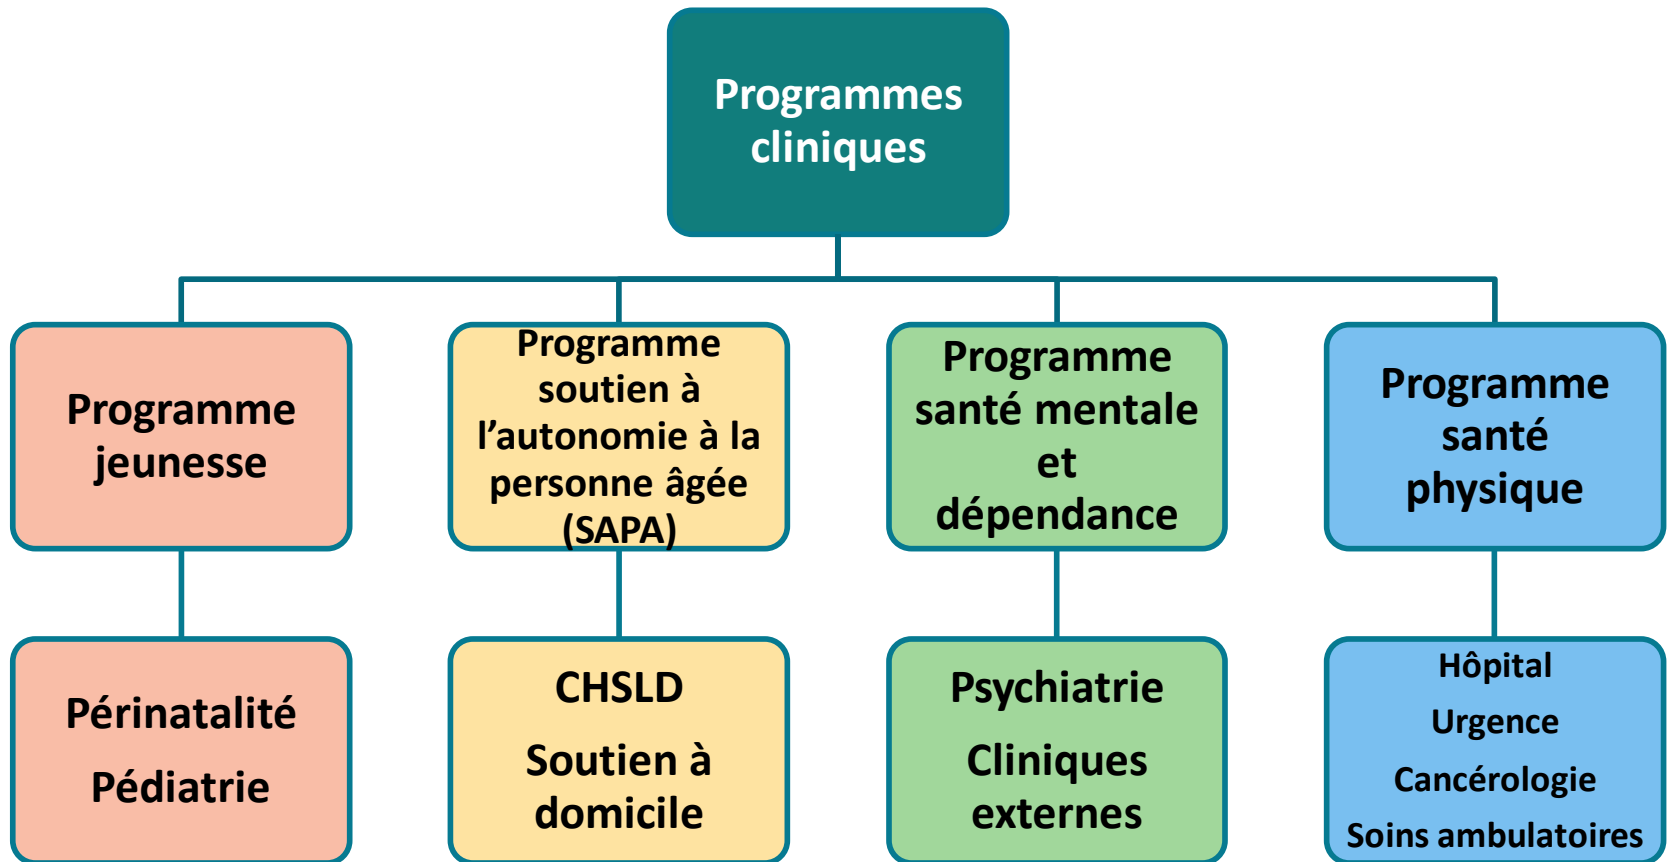 Programmes
cliniques
Programme
jeunesse
Programme
soutien à
l’autonomie à la
personne âgée
(SAPA)
Programme
santé mentale
et
dépendance
Programme
santé
physique
Périnatalité
Pédiatrie
CHSLD
Soutien à
domicile
Psychiatrie
Cliniques
externes
Hôpital
Urgence
Cancérologie
Soins ambulatoires